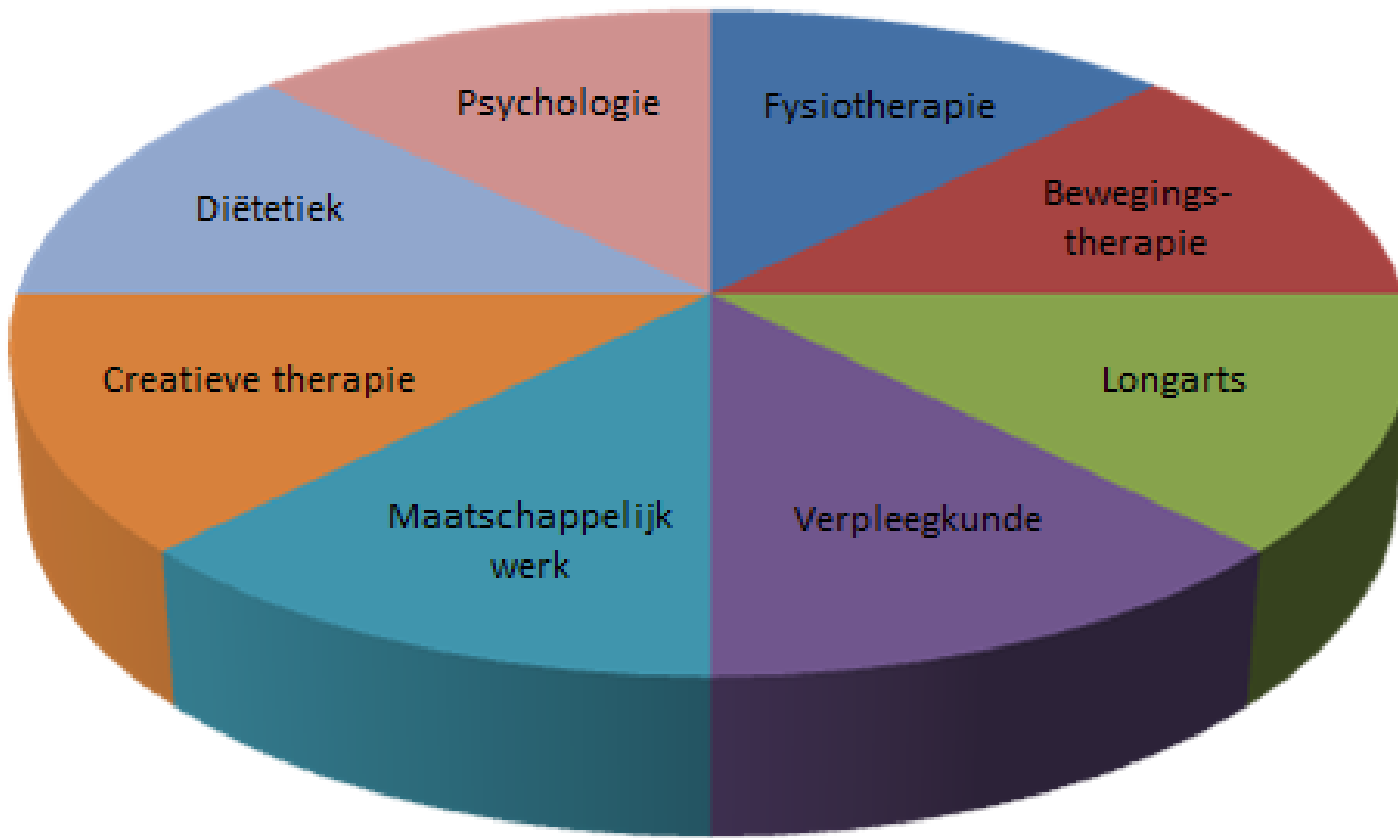 Psychologie
Fysiotherapie
Bewegings-
therapie
Diëtetiek
Creatieve therapie
Longarts
Maatschappelijk
werk
Verpleegkunde